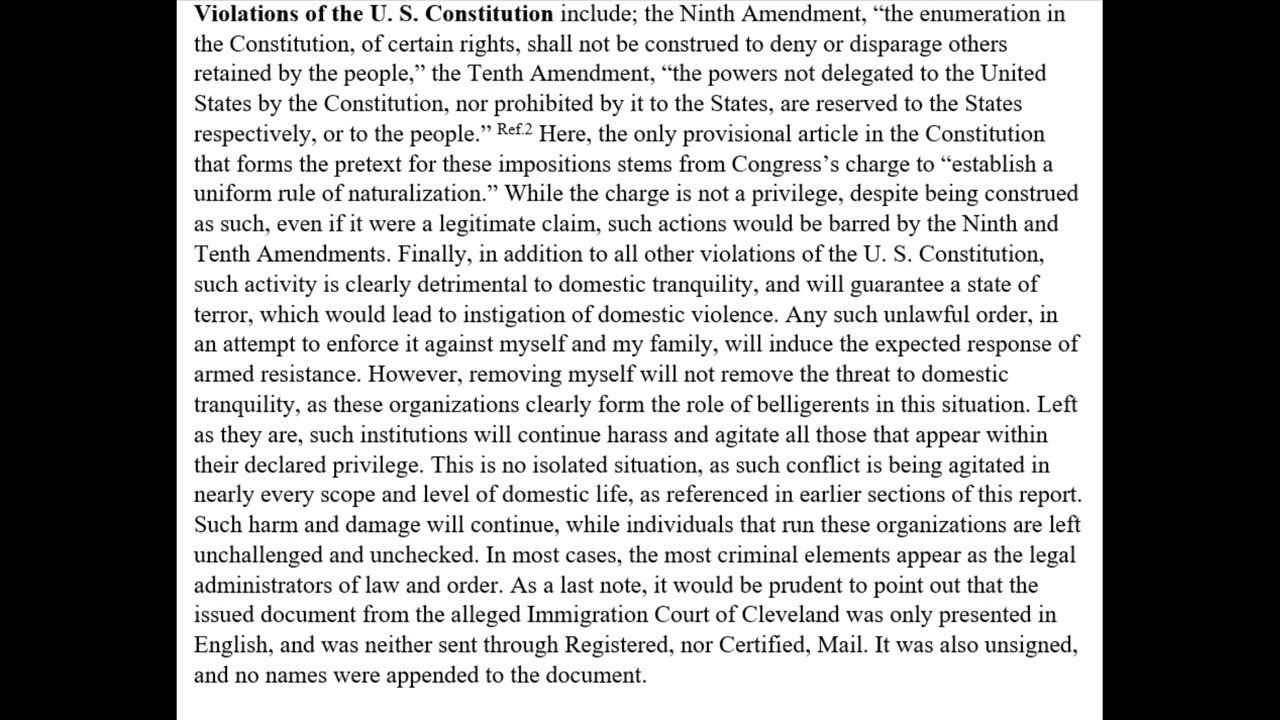 Violations of the U. S. Constitution include; the Ninth Amendment, “the enumeration in
the Constitution, of certain rights, shall not be construed to deny or disparage others
retained by the people,” the Tenth Amendment, “the powers not delegated to the United
States by the Constitution, nor prohibited by it to the States, are reserved to the States
respectively, or to the people.” Ref.2 Here, the only provisional article in the Constitution
that forms the pretext for these impositions stems from Congress’s charge to “establish a
uniform rule of naturalization.” While the charge is not a privilege, despite being construed
as such, even if it were a legitimate claim, such actions would be barred by the Ninth and
Tenth Amendments. Finally, in addition to all other violations of the U. S. Constitution,
such activity is clearly detrimental to domestic tranquility, and will guarantee a state of
terror, which would lead to instigation of domestic violence. Any such unlawful order, in
an attempt to enforce it against myself and my family, will induce the expected response of
armed resistance. However, removing myself will not remove the threat to domestic
tranquility, as these organizations clearly form the role of belligerents in this situation. Left
as they are, such institutions will continue harass and agitate all those that appear within
their declared privilege. This is no isolated situation, as such conflict is being agitated in
nearly every scope and level of domestic life, as referenced in earlier sections of this report.
Such harm and damage will continue, while individuals that run these organizations are left
unchallenged and unchecked. In most cases, the most criminal elements appear as the legal
administrators of law and order. As a last note, it would be prudent to point out that the
issued document from the alleged Immigration Court of Cleveland was only presented in
English, and was neither sent through Registered, nor Certified, Mail. It was also unsigned,
and no names were appended to the document.